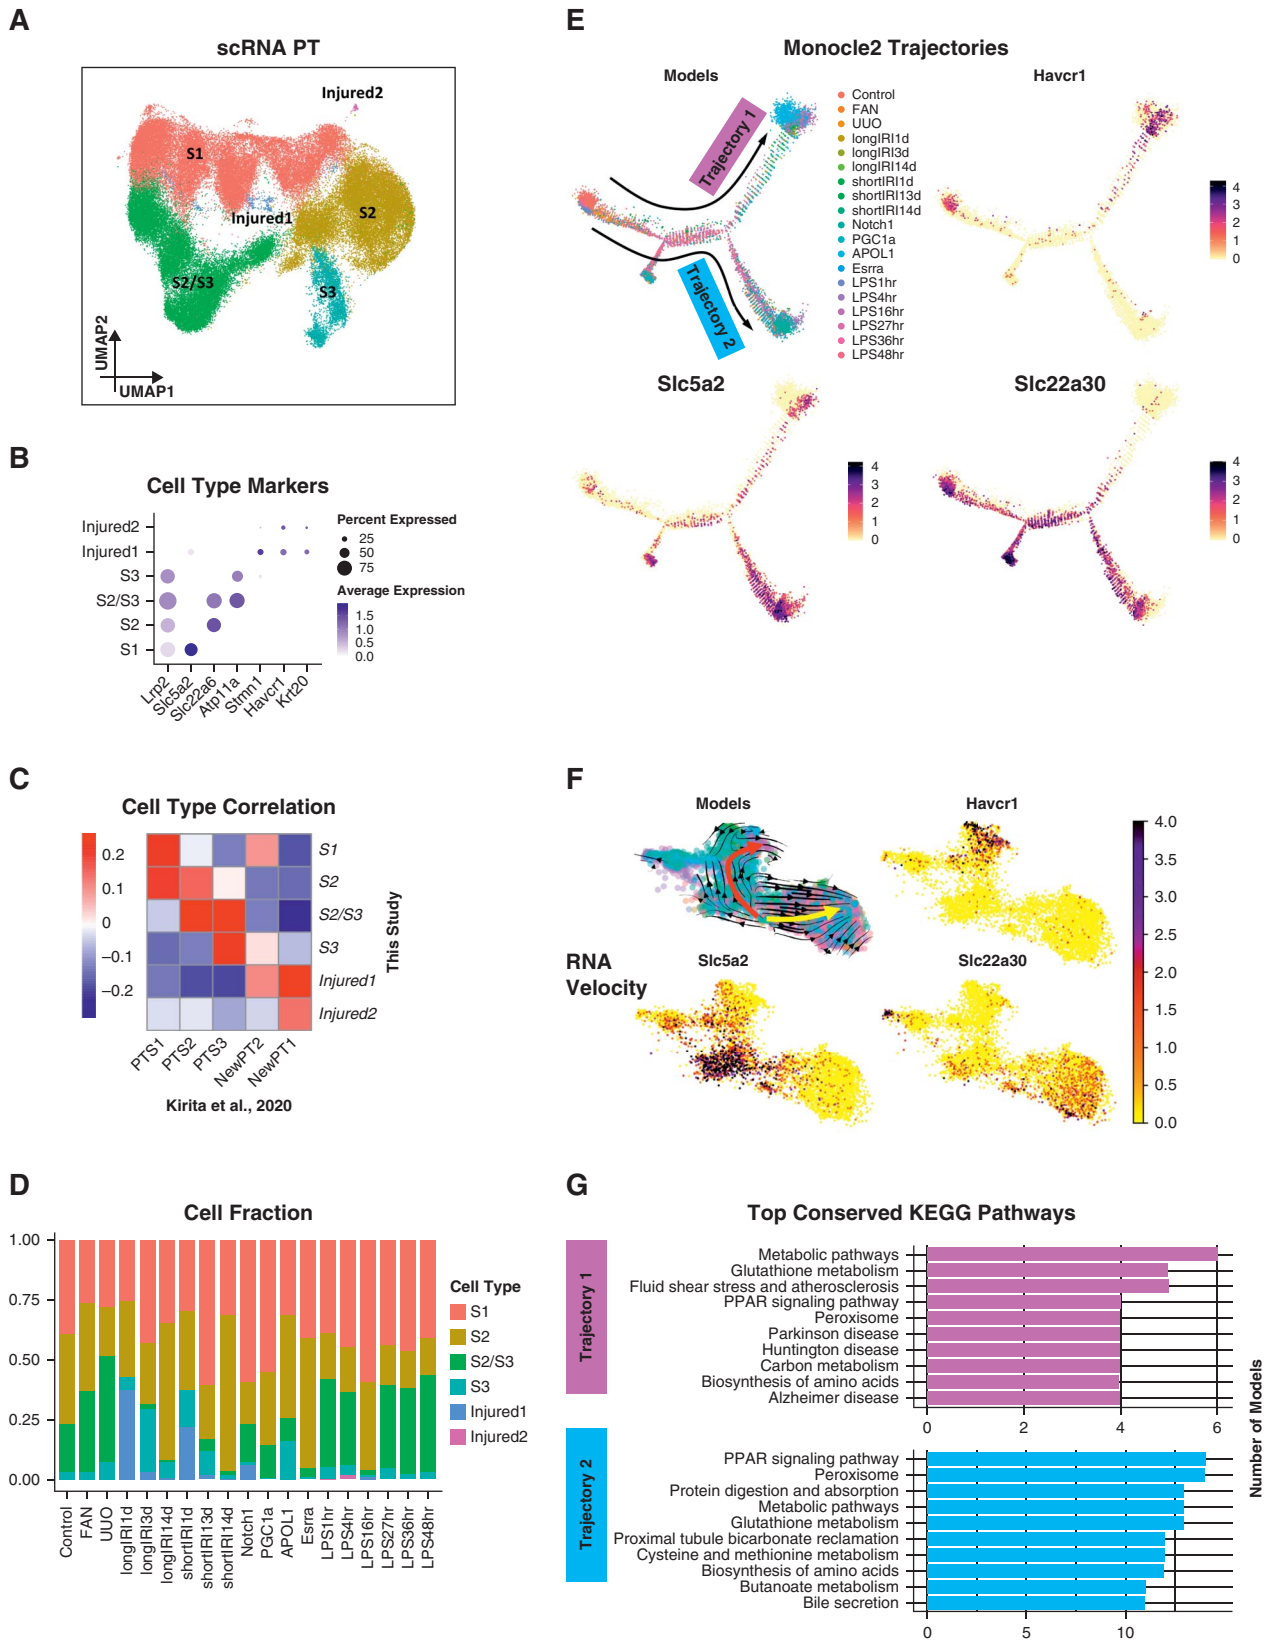 A
scRNA PT
Injured2
S1
Injured1
S2
S2/S3
S3
UMAP2
UMAP1
B
Cell Type Markers
Injured2
Injured1
S3
S2/S3
S2
S1
Lrp2
Slc5a2
Slc22a6
Atp11a
Stmn1
Havcr1
Krt20
Percent Expressed
25
50
75
Average Expression
1.5
1.0
0.5
0.0
C
Cell Type Correlation
0.2
0.1
0
−0.1
−0.2
S1
S2
S2/S3
S3
Injured1
Injured2
This Study
PTS1
PTS2
PTS3
NewPT2
NewPT1
Kirita et al., 2020
D
Cell Fraction
1.00
0.75
0.50
0.25
0.00
Control
FAN
UUO
longIRI1d
longIRI3d
longIRI14d
shortIRI1d
shortIRI13d
shortIRI14d
Notch1
PGC1a
APOL1
Esrra
LPS1hr
LPS4hr
LPS16hr
LPS27hr
LPS36hr
LPS48hr
Cell Type
S1
S2
S2/S3
S3
Injured1
Injured2
E
Monocle2 Trajectories
Models
Trajectory 1
Trajectory 2
Control
FAN
UUO
longIRI1d
longIRI3d
longIRI14d
shortIRI1d
shortIRI13d
shortIRI14d
Notch1
PGC1a
APOL1
Esrra
LPS1hr
LPS4hr
LPS16hr
LPS27hr
LPS36hr
LPS48hr
Havcr1
4
3
2
1
0
Slc5a2
4
3
2
1
0
Slc22a30
4
3
2
1
0
F
Models
Havcr1
RNA
Velocity
Slc5a2
Slc22a30
4.0
3.5
3.0
2.5
2.0
1.5
1.0
0.5
0.0
G
Top Conserved KEGG Pathways
Trajectory 1
Metabolic pathways
Glutathione metabolism
Fluid shear stress and atherosclerosis
PPAR signaling pathway
Peroxisome
Parkinson disease
Huntington disease
Carbon metabolism
Biosynthesis of amino acids
Alzheimer disease
0 2 4 6
Trajectory 2
PPAR signaling pathway
Peroxisome
Protein digestion and absorption
Metabolic pathways
Glutathione metabolism
Proximal tubule bicarbonate reclamation
Cysteine and methionine metabolism
Biosynthesis of amino acids
Butanoate metabolism
Bile secretion
0 5 10
Number of Models